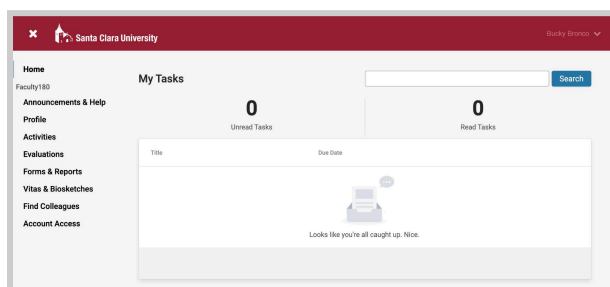 Santa Clara University
Bucky Bronco
Home
Faculty180
Announcements & Help
Profile
Activities
Evaluations
Forms & Reports
Vitas & Biosketches
Find Colleagues
Account Access
My Tasks
Search
0
Unread Tasks
0
Read Tasks
Title
Due Date
Looks like you're all caught up. Nice.